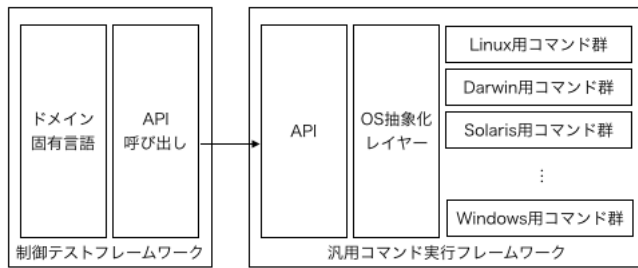 ドメイン
固有言語
API
呼び出し
制御テストフレームワーク
API
OS抽象化
レイヤー
Linux用コマンド群
Darwin用コマンド群
Solaris用コマンド群
⋮
Windows用コマンド群
汎用コマンド実行フレームワーク